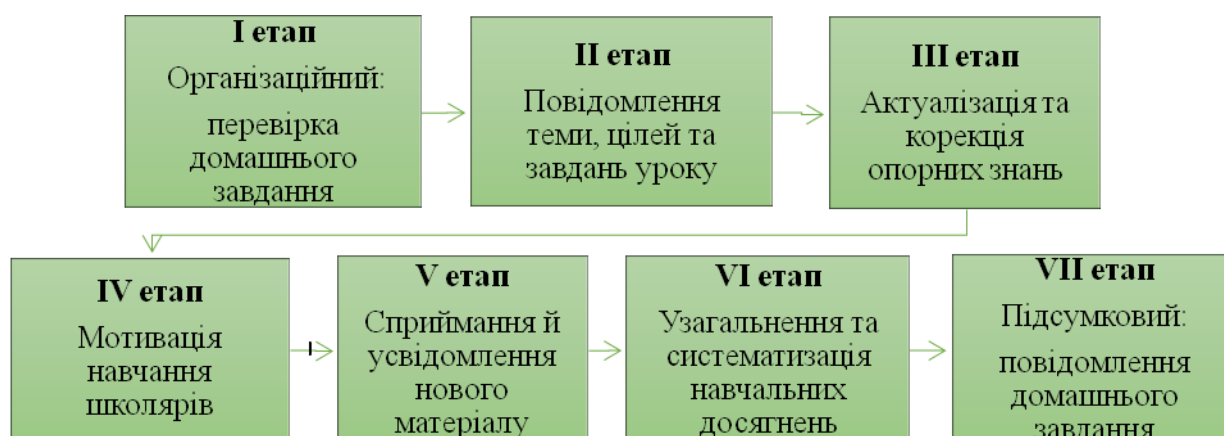 I етап
Організаційний:
перевірка
домашнього
завдання
II етап
Повідомлення
теми, цілей та
завдань уроку
III етап
Актуалізація та
корекція
опорних знань
IV етап
Мотивація
навчання
школярів
V етап
Сприймання й
усвідомлення
нового
матеріалу
VI етап
Узагальнення та
систематизація
навчальних
досягнень
VII етап
Підсумковий:
повідомлення
домашнього
завдання